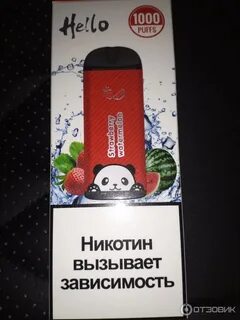 Hello
1000
PUFFS
Strawberry
watermelon
Никотин
вызывает
зависимость
ОТЗОВИК